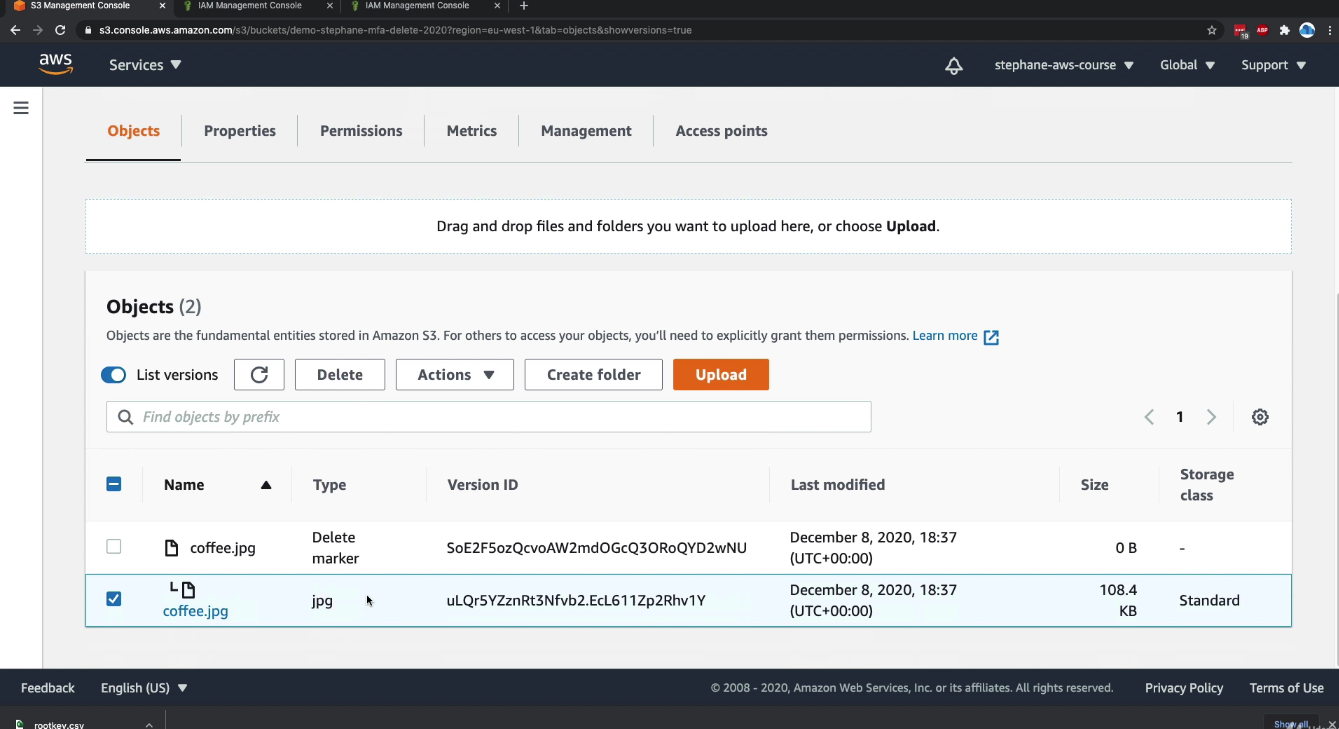 S3 Management Console
IAM Management Console
IAM Management Console
s3.console.aws.amazon.com/s3/buckets/demo-stephane-mfa-delete-2020?region=eu-west-1&tab=objects&showversions=true
19
ABP
aws
Services
stephane-aws-course
Global
Support
Objects
Properties
Permissions
Metrics
Management
Access points
Drag and drop files and folders you want to upload here, or choose Upload.
Objects (2)
Objects are the fundamental entities stored in Amazon S3. For others to access your objects, you'll need to explicitly grant them permissions. Learn more
List versions
Delete
Actions
Create folder
Upload
Find objects by prefix
1
Name
Type
Version ID
Last modified
Size
Storage
class
coffee.jpg
Delete
marker
SoE2F5ozQcvoAW2mdOGcQ3ORoQYD2wNU
December 8, 2020, 18:37
(UTC+00:00)
0 B
-
coffee.jpg
jpg
uLQr5YZznRt3Nfvb2.EcL611Zp2Rhv1Y
December 8, 2020, 18:37
(UTC+00:00)
108.4
KB
Standard
Feedback
English (US)
© 2008 - 2020, Amazon Web Services, Inc. or its affiliates. All rights reserved.
Privacy Policy
Terms of Use
rootkey.csv
Show all